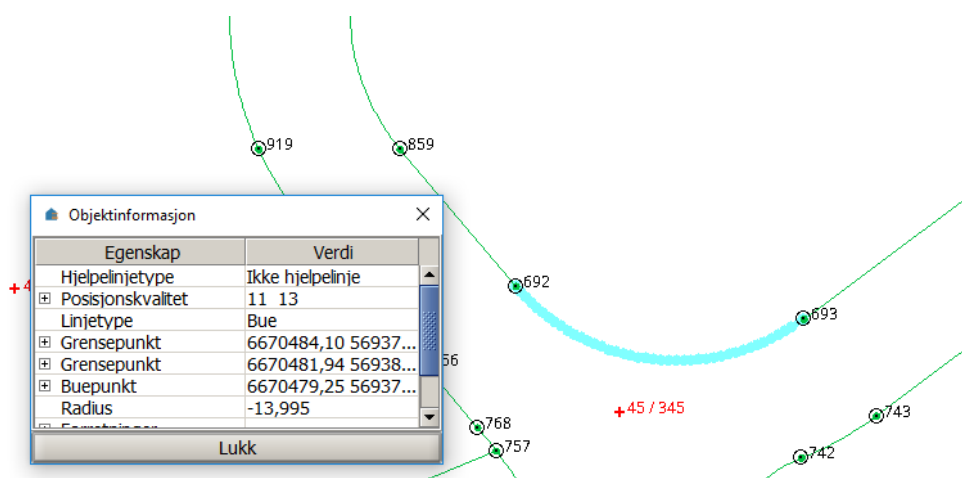 919
859
Objektinformasjon
Egenskap Verdi
Hjelpelinjetype Ikke hjelpelinje
Posisjonskvalitet 11 13
Linjetype Bue
Grensepunkt 6670484,10 56937...
Grensepunkt 6670481,94 56938...
Buepunkt 6670479,25 56937...
Radius -13,995
Lukk
4
692
693
56
45 / 345
743
768
757
742